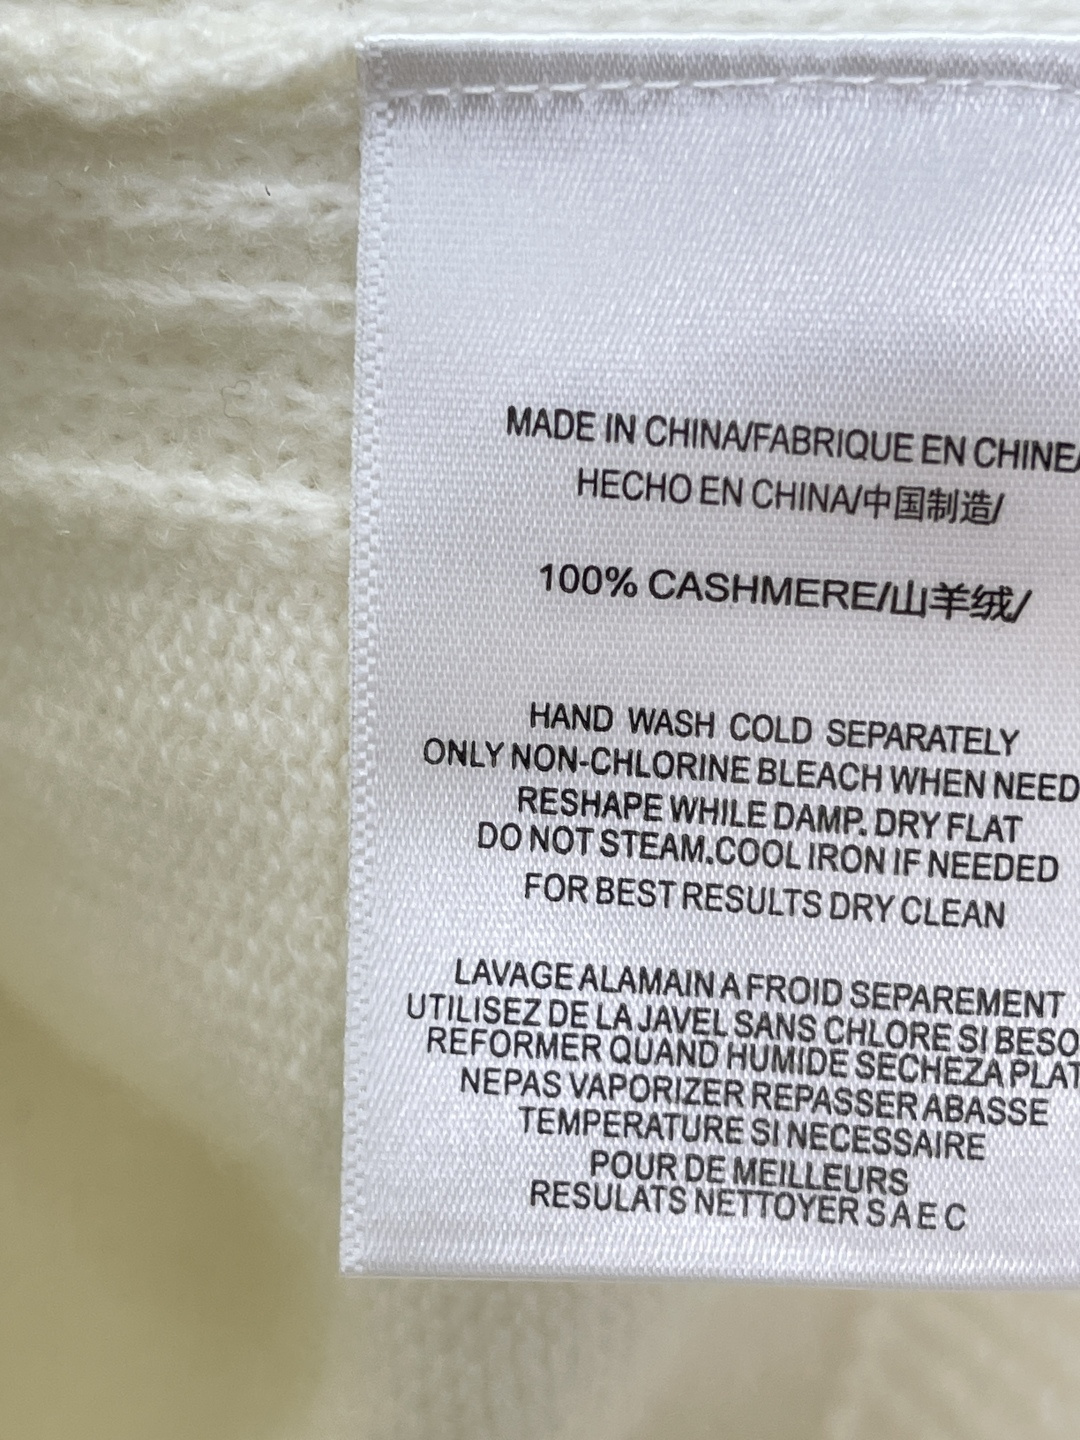 MADE IN CHINA/FABRIQUE EN CHINE/
HECHO EN CHINA/中国制造/
100% CASHMERE/山羊绒/
HAND WASH COLD SEPARATELY
ONLY NON-CHLORINE BLEACH WHEN NEED
RESHAPE WHILE DAMP. DRY FLAT
DO NOT STEAM.COOL IRON IF NEEDED
FOR BEST RESULTS DRY CLEAN
LAVAGE ALAMAIN A FROID SEPAREMENT
UTILISEZ DE LA JAVEL SANS CHLORE SI BESO
REFORMER QUAND HUMIDE SECHEZA PLAT
NEPAS VAPORIZER REPASSER ABASSE
TEMPERATURE SI NECESSAIRE
POUR DE MEILLEURS
RESULATS NETTOYER S A E C